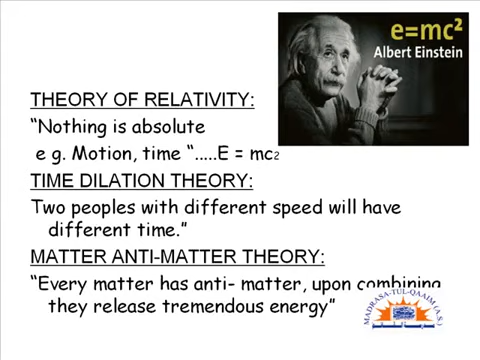 e=mc²
Albert Einstein
THEORY OF RELATIVITY:
“Nothing is absolute
e g. Motion, time “.....E = mc2
TIME DILATION THEORY:
Two peoples with different speed will have
different time.”
MATTER ANTI-MATTER THEORY:
“Every matter has anti- matter, upon combining
they release tremendous energy”
MADRASA-TUL-QAAIM (A.S.)